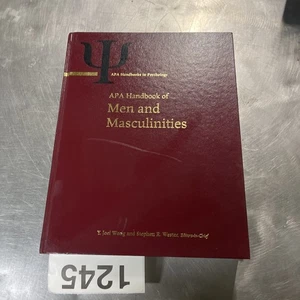 Ψ
APA Handbooks in Psychology
APA Handbook of
Men and
Masculinities
Y. Joel Wong and Stephen R. Wester, Editors-in-Chief
1245